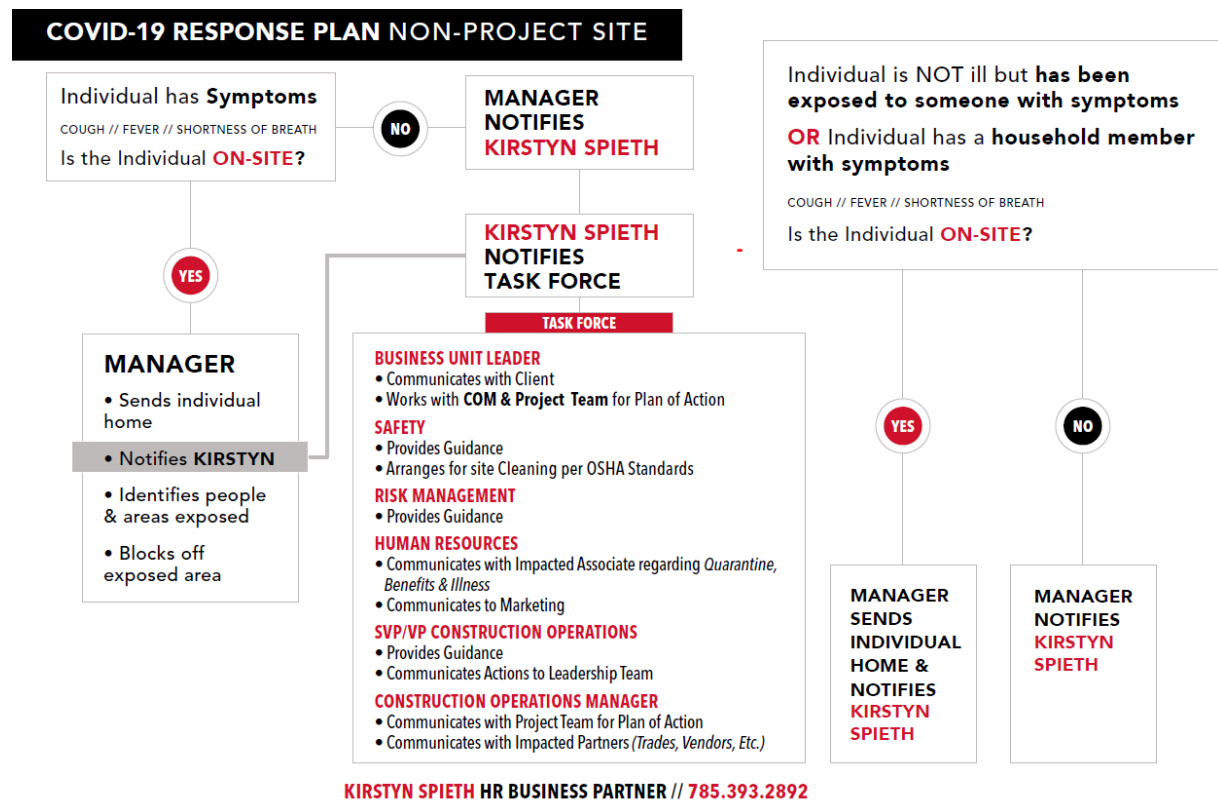 COVID-19 RESPONSE PLAN NON-PROJECT SITE
Individual has Symptoms
COUGH // FEVER // SHORTNESS OF BREATH
Is the Individual ON-SITE?
NO
MANAGER
NOTIFIES
KIRSTYN SPIETH
YES
KIRSTYN SPIETH
NOTIFIES
TASK FORCE
MANAGER
• Sends individual
home
• Notifies KIRSTYN
• Identifies people
& areas exposed
• Blocks off
exposed area
TASK FORCE
BUSINESS UNIT LEADER
• Communicates with Client
• Works with COM & Project Team for Plan of Action
SAFETY
• Provides Guidance
• Arranges for site Cleaning per OSHA Standards
RISK MANAGEMENT
• Provides Guidance
HUMAN RESOURCES
• Communicates with Impacted Associate regarding Quarantine,
Benefits & Illness
• Communicates to Marketing
SVP/VP CONSTRUCTION OPERATIONS
• Provides Guidance
• Communicates Actions to Leadership Team
CONSTRUCTION OPERATIONS MANAGER
• Communicates with Project Team for Plan of Action
• Communicates with Impacted Partners (Trades, Vendors, Etc.)
Individual is NOT ill but has been
exposed to someone with symptoms
OR Individual has a household member
with symptoms
COUGH // FEVER // SHORTNESS OF BREATH
Is the Individual ON-SITE?
-
YES
NO
MANAGER
SENDS
INDIVIDUAL
HOME &
NOTIFIES
KIRSTYN
SPIETH
MANAGER
NOTIFIES
KIRSTYN
SPIETH
KIRSTYN SPIETH HR BUSINESS PARTNER // 785.393.2892